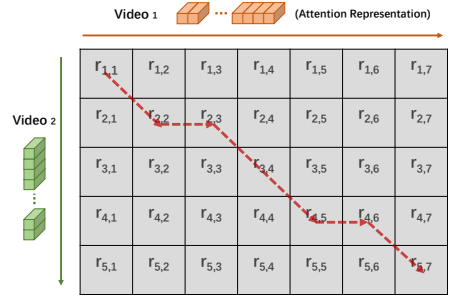 Video 1 ... (Attention Representation)
Video 2
r1,1 r1,2 r1,3 r1,4 r1,5 r1,6 r1,7
r2,1 r2,2 r2,3 r2,4 r2,5 r2,6 r2,7
r3,1 r3,2 r3,3 r3,4 r3,5 r3,6 r3,7
r4,1 r4,2 r4,3 r4,4 r4,5 r4,6 r4,7
r5,1 r5,2 r5,3 r5,4 r5,5 r5,6 r5,7